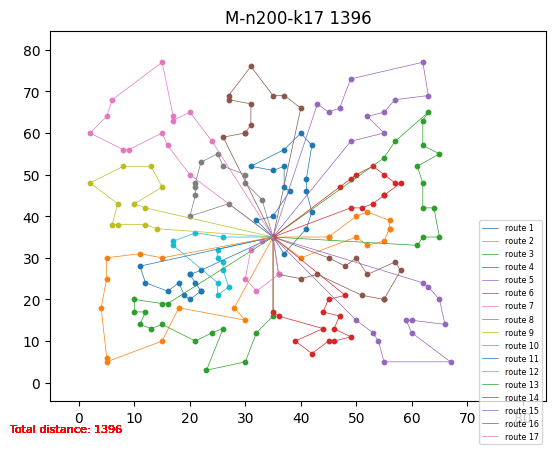 M-n200-k17 1396
80
70
60
50
40
30
20
10
0
0
10
20
30
40
50
60
70
80
route 1
route 2
route 3
route 4
route 5
route 6
route 7
route 8
route 9
route 10
route 11
route 12
route 13
route 14
route 15
route 16
route 17
Total distance: 1396